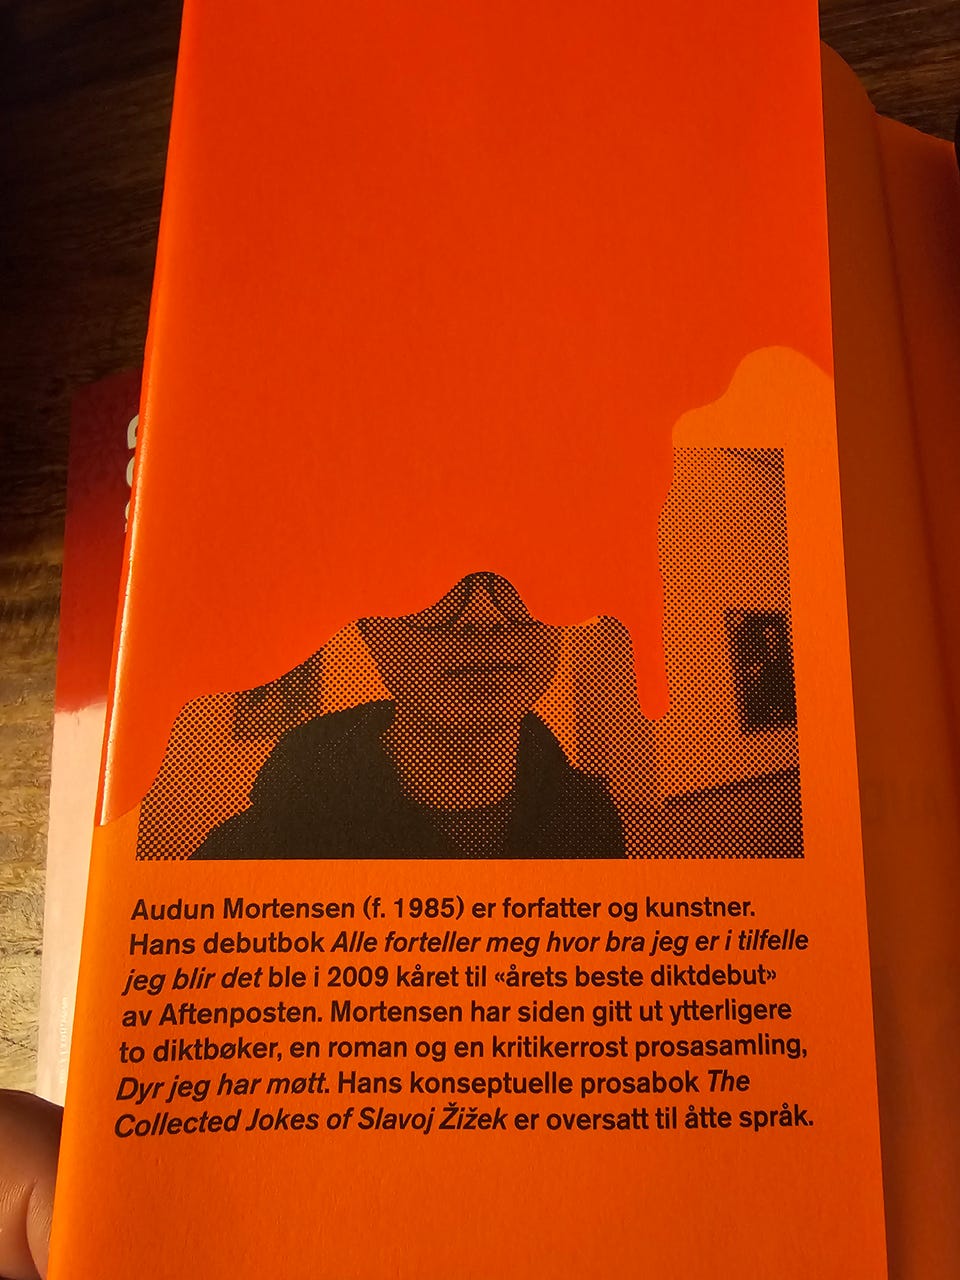 Audun Mortensen (f. 1985) er forfatter og kunstner.
Hans debutbok Alle forteller meg hvor bra jeg er i tilfelle
jeg blir det ble i 2009 kåret til «årets beste diktdebut»
av Aftenposten. Mortensen har siden gitt ut ytterligere
to diktbøker, en roman og en kritikerrost prosasamling,
Dyr jeg har møtt. Hans konseptuelle prosabok The
Collected Jokes of Slavoj Žižek er oversatt til åtte språk.